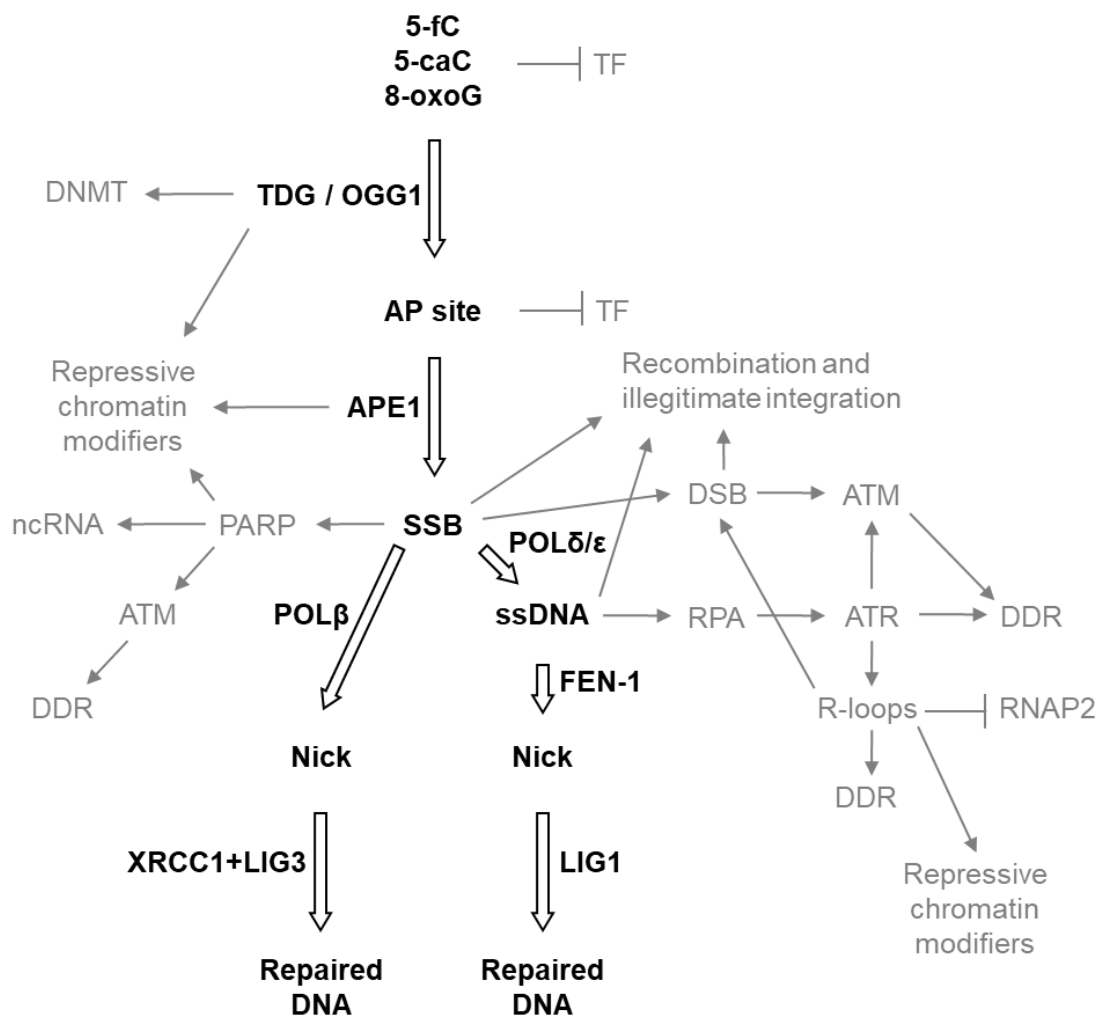 5-fC
5-caC
8-oxoG
TF
DNMT
TDG / OGG1
AP site
TF
Repressive
chromatin
modifiers
APE1
Recombination and
illegitimate integration
ncRNA
PARP
SSB
POLδ/ε
DSB
ATM
ATM
POLβ
ssDNA
RPA
ATR
DDR
DDR
FEN-1
R-loops
RNAP2
Nick
Nick
DDR
XRCC1+LIG3
LIG1
Repressive
chromatin
modifiers
Repaired
DNA
Repaired
DNA